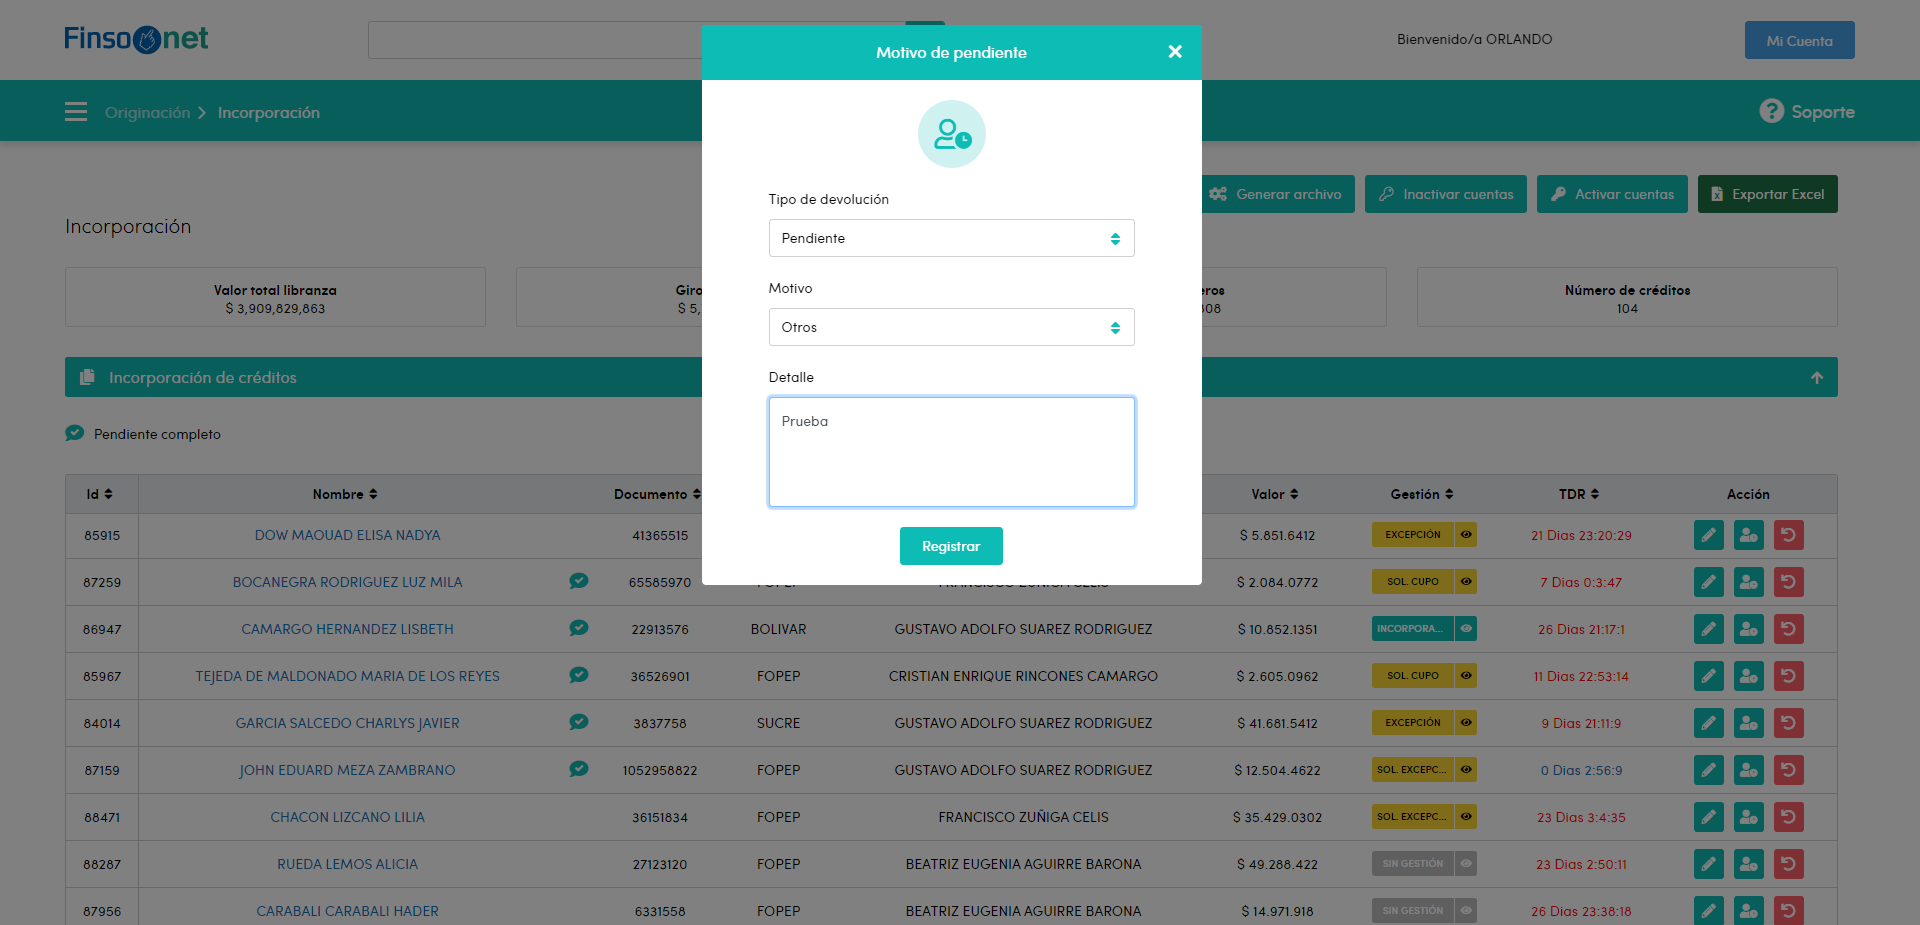 Finsonet
Bienvenido/a ORLANDO
Mi Cuenta
Originación
Incorporación
Soporte
Motivo de pendiente
Tipo de devolución
Pendiente
Motivo
Otros
Detalle
Prueba
Registrar
Generar archivo
Inactivar cuentas
Activar cuentas
Exportar Excel
Incorporación
Valor total libranza
$ 3,909,829,863
Número de créditos
104
Incorporación de créditos
Pendiente completo
Id Nombre Documento Valor Gestión TDR Acción
85915 DOW MAOUAD ELISA NADYA 41365515 $ 5.851.6412 EXCEPCIÓN 21 Dias 23:20:29
87259 BOCANEGRA RODRIGUEZ LUZ MILA 65585970 FOPEP FRANCISCO ZUÑIGA CELIS $ 2.084.0772 SOL. CUPO 7 Dias 0:3:47
86947 CAMARGO HERNANDEZ LISBETH 22913576 BOLIVAR GUSTAVO ADOLFO SUAREZ RODRIGUEZ $ 10.852.1351 INCORPORA... 26 Dias 21:17:1
85967 TEJEDA DE MALDONADO MARIA DE LOS REYES 36526901 FOPEP CRISTIAN ENRIQUE RINCONES CAMARGO $ 2.605.0962 SOL. CUPO 11 Dias 22:53:14
84014 GARCIA SALCEDO CHARLYS JAVIER 3837758 SUCRE GUSTAVO ADOLFO SUAREZ RODRIGUEZ $ 41.681.5412 EXCEPCIÓN 9 Dias 21:11:9
87159 JOHN EDUARD MEZA ZAMBRANO 1052958822 FOPEP GUSTAVO ADOLFO SUAREZ RODRIGUEZ $ 12.504.4622 SOL. EXCEPC... 0 Dias 2:56:9
88471 CHACON LIZCANO LILIA 36151834 FOPEP FRANCISCO ZUÑIGA CELIS $ 35.429.0302 SOL. EXCEPC... 23 Dias 3:4:35
88287 RUEDA LEMOS ALICIA 27123120 FOPEP BEATRIZ EUGENIA AGUIRRE BARONA $ 49.288.422 SIN GESTIÓN 23 Dias 2:50:11
87956 CARABALI CARABALI HADER 6331558 FOPEP BEATRIZ EUGENIA AGUIRRE BARONA $ 14.971.918 SIN GESTIÓN 26 Dias 23:38:18